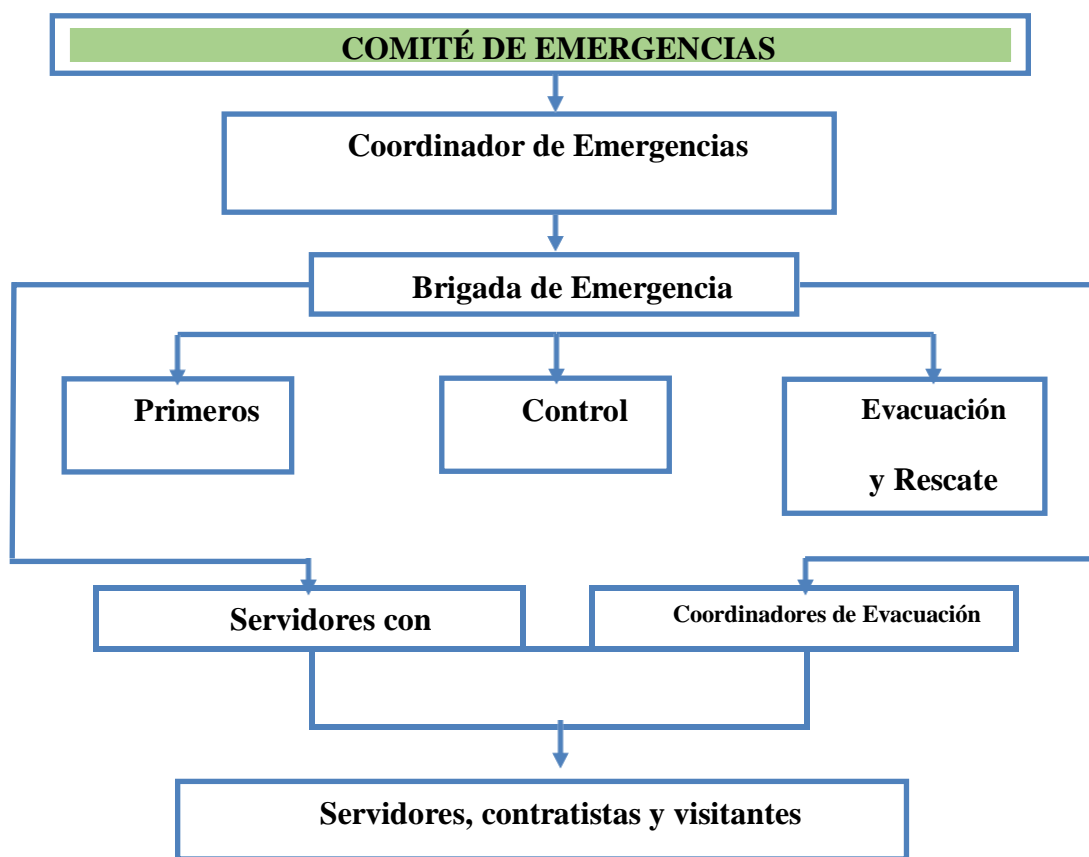 COMITÉ DE EMERGENCIAS
Coordinador de Emergencias
Brigada de Emergencia
Primeros
Control
Evacuación
y Rescate
Servidores con
Coordinadores de Evacuación
Servidores, contratistas y visitantes